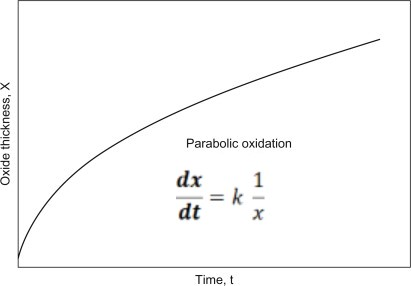 Oxide thickness, X
Parabolic oxidation
dx/dt = k 1/x
Time, t